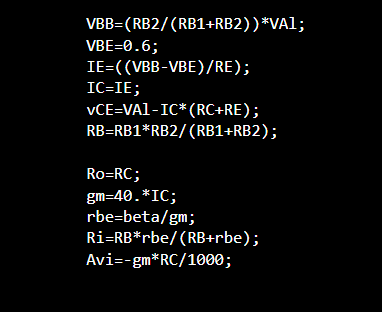 VBB=(RB2/(RB1+RB2))*VAl;
VBE=0.6;
IE=((VBB-VBE)/RE);
IC=IE;
vCE=VAl-IC*(RC+RE);
RB=RB1*RB2/(RB1+RB2);
Ro=RC;
gm=40.*IC;
rbe=beta/gm;
Ri=RB*rbe/(RB+rbe);
Avi=-gm*RC/1000;